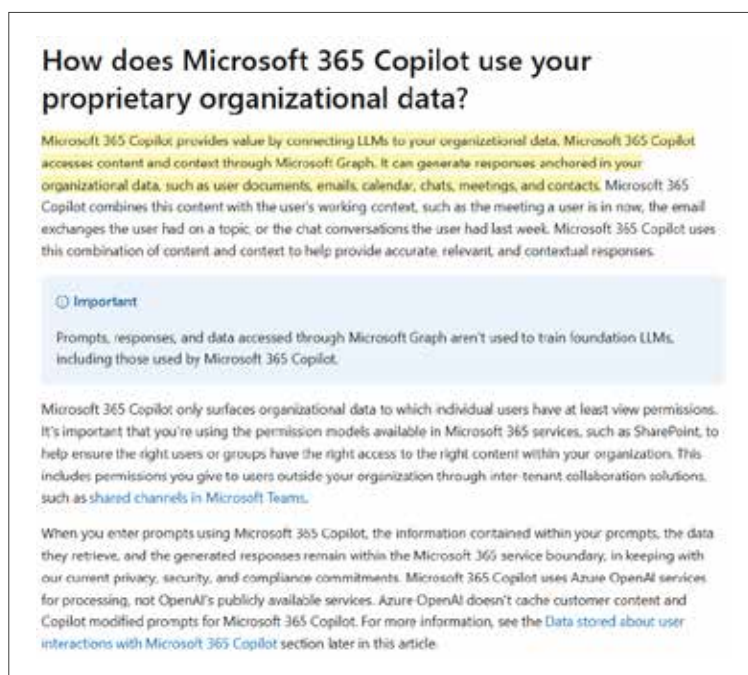 How does Microsoft 365 Copilot use your
proprietary organizational data?
Microsoft 365 Copilot provides value by connecting LLMs to your organizational data. Microsoft 365 Copilot
accesses content and context through Microsoft Graph. It can generate responses anchored in your
organizational data, such as user documents, emails, calendar, chats, meetings, and contacts. Microsoft 365
Copilot combines this content with the user's working context, such as the meeting a user is in now, the email
exchanges the user had on a topic, or the chat conversations the user had last week. Microsoft 365 Copilot uses
this combination of content and context to help provide accurate, relevant, and contextual responses.
Important
Prompts, responses, and data accessed through Microsoft Graph aren't used to train foundation LLMs,
including those used by Microsoft 365 Copilot.
Microsoft 365 Copilot only surfaces organizational data to which individual users have at least view permissions.
It's important that you're using the permission models available in Microsoft 365 services, such as SharePoint, to
help ensure the right users or groups have the right access to the right content within your organization. This
includes permissions you give to users outside your organization through inter-tenant collaboration solutions,
such as shared channels in Microsoft Teams.
When you enter prompts using Microsoft 365 Copilot, the information contained within your prompts, the data
they retrieve, and the generated responses remain within the Microsoft 365 service boundary, in keeping with
our current privacy, security, and compliance commitments. Microsoft 365 Copilot uses Azure OpenAI services
for processing, not OpenAI's publicly available services. Azure OpenAI doesn't cache customer content and
Copilot modified prompts for Microsoft 365 Copilot. For more information, see the Data stored about user
interactions with Microsoft 365 Copilot section later in this article.